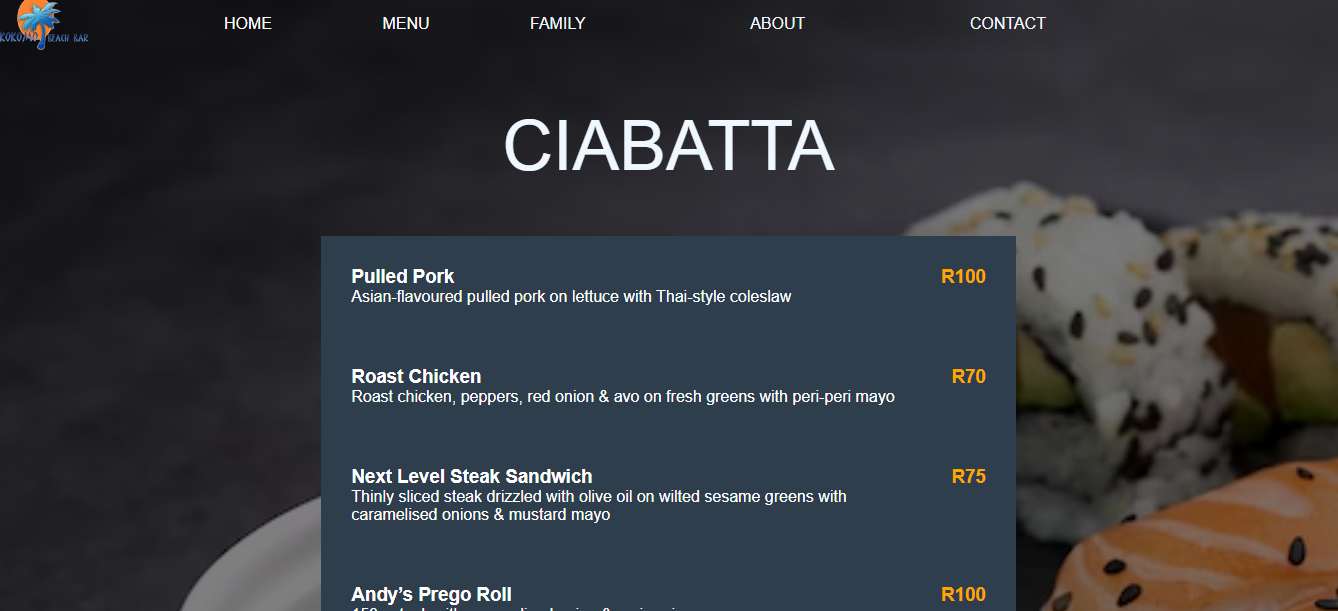 KOKOMO BEACH BAR
HOME MENU FAMILY ABOUT CONTACT
CIABATTA
Pulled Pork R100
Asian-flavoured pulled pork on lettuce with Thai-style coleslaw
Roast Chicken R70
Roast chicken, peppers, red onion & avo on fresh greens with peri-peri mayo
Next Level Steak Sandwich R75
Thinly sliced steak drizzled with olive oil on wilted sesame greens with
caramelised onions & mustard mayo
Andy’s Prego Roll R100